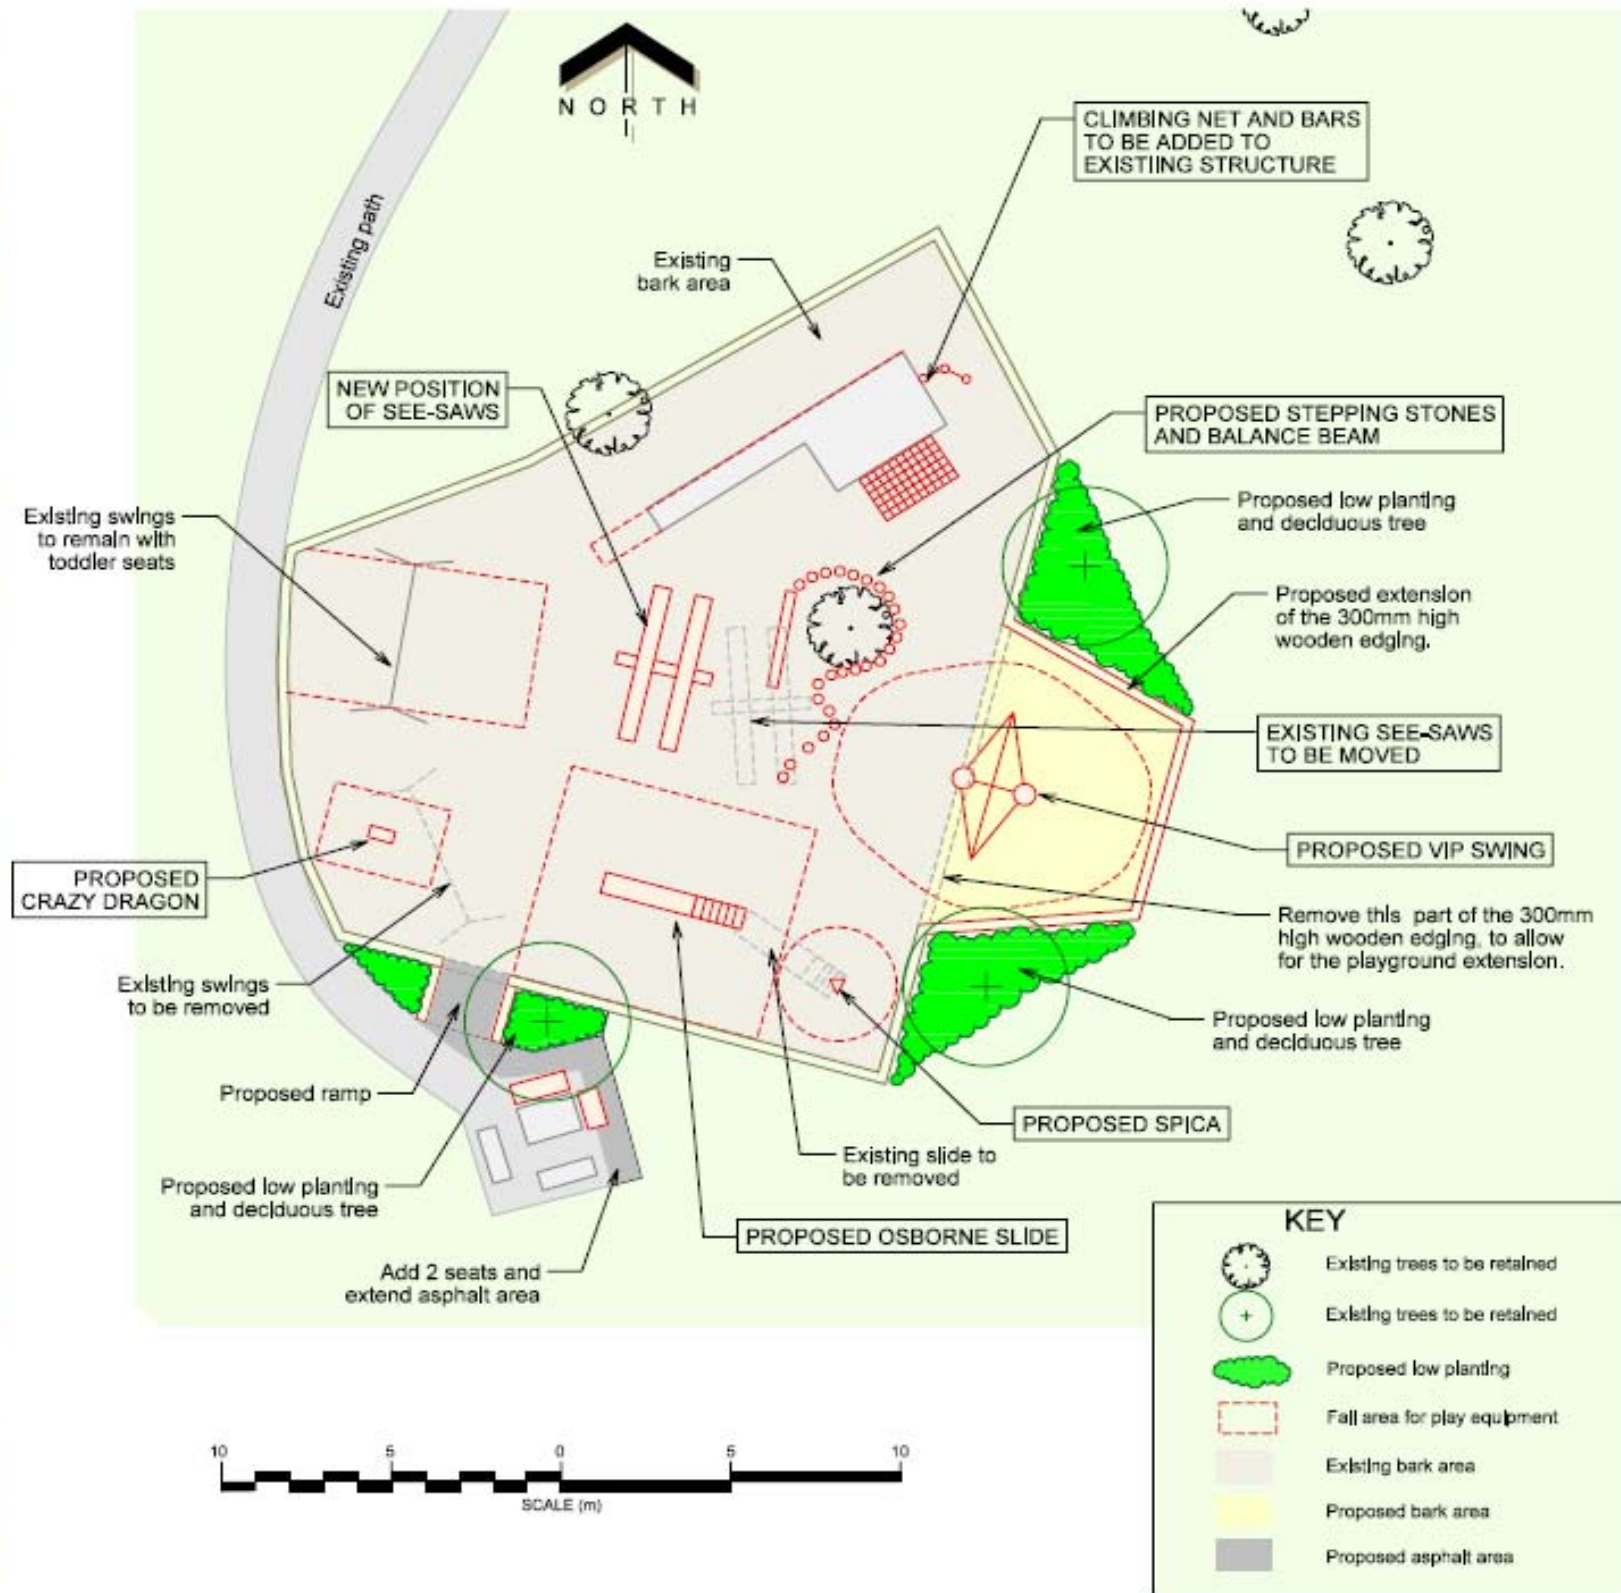 NORTH
CLIMBING NET AND BARS
TO BE ADDED TO
EXISTIING STRUCTURE
Existing path
Existing
bark area
NEW POSITION
OF SEE-SAWS
PROPOSED STEPPING STONES
AND BALANCE BEAM
Existing swings
to remain with
toddler seats
Proposed low planting
and deciduous tree
Proposed extension
of the 300mm high
wooden edging.
EXISTING SEE-SAWS
TO BE MOVED
PROPOSED VIP SWING
PROPOSED
CRAZY DRAGON
Remove this part of the 300mm
high wooden edging, to allow
for the playground extension.
Existing swings
to be removed
Proposed low planting
and deciduous tree
Proposed ramp
PROPOSED SPICA
Existing slide to
be removed
Proposed low planting
and deciduous tree
PROPOSED OSBORNE SLIDE
Add 2 seats and
extend asphalt area
KEY
Existing trees to be retained
Existing trees to be retained
Proposed low planting
Fall area for play equipment
Existing bark area
Proposed bark area
Proposed asphalt area
10 5 0 5 10
SCALE (m)